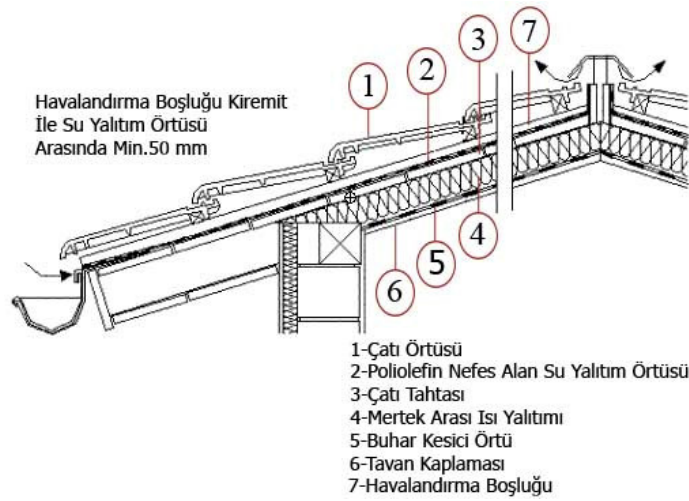 Havalandırma Boşluğu Kiremit
İle Su Yalıtım Örtüsü
Arasında Min.50 mm
1
2
3
7
4
5
6
1-Çatı Örtüsü
2-Poliolefin Nefes Alan Su Yalıtım Örtüsü
3-Çatı Tahtası
4-Mertek Arası Isı Yalıtımı
5-Buhar Kesici Örtü
6-Tavan Kaplaması
7-Havalandırma Boşluğu